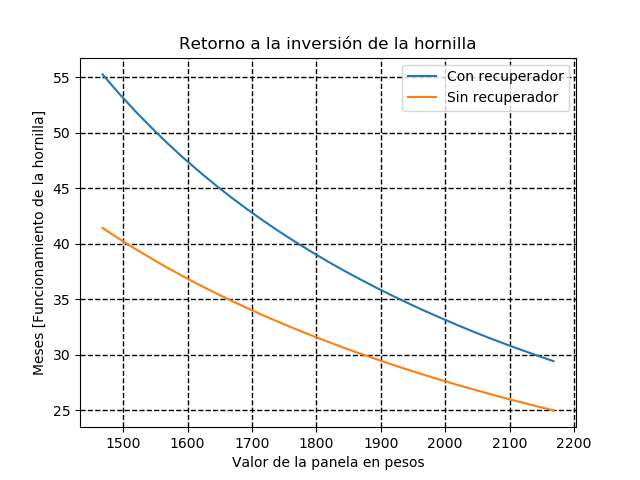 Retorno a la inversión de la hornilla
Con recuperador
Sin recuperador
Meses [Funcionamiento de la hornilla]
55
50
45
40
35
30
25
1500 1600 1700 1800 1900 2000 2100 2200
Valor de la panela en pesos